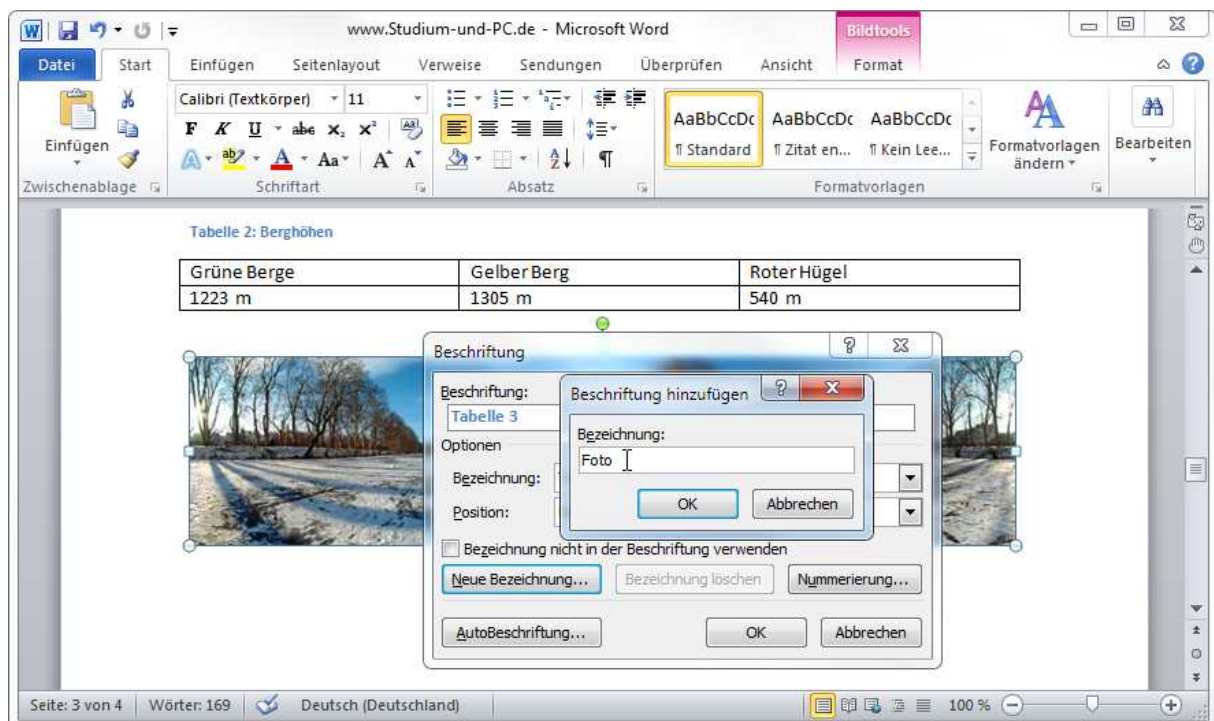 www.Studium-und-PC.de - Microsoft Word
Bildtools
Datei Start Einfügen Seitenlayout Verweise Sendungen Überprüfen Ansicht Format
Einfügen
Zwischenablage
Calibri (Textkörper) 11
F K U abc x₂ x²
Aa A A
Schriftart
Absatz
AaBbCcDc AaBbCcDc AaBbCcDc
¶ Standard ¶ Zitat en... ¶ Kein Lee...
Formatvorlagen ändern
Formatvorlagen
Bearbeiten
Tabelle 2: Berghöhen
Grüne Berge Gelber Berg Roter Hügel
1223 m 1305 m 540 m
Beschriftung
Beschriftung:
Tabelle 3
Optionen
Bezeichnung:
Position:
Beschriftung hinzufügen
Bezeichnung:
Foto
OK Abbrechen
Bezeichnung nicht in der Beschriftung verwenden
Neue Bezeichnung... Bezeichnung löschen Nummerierung...
AutoBeschriftung... OK Abbrechen
Seite: 3 von 4 Wörter: 169 Deutsch (Deutschland) 100 %